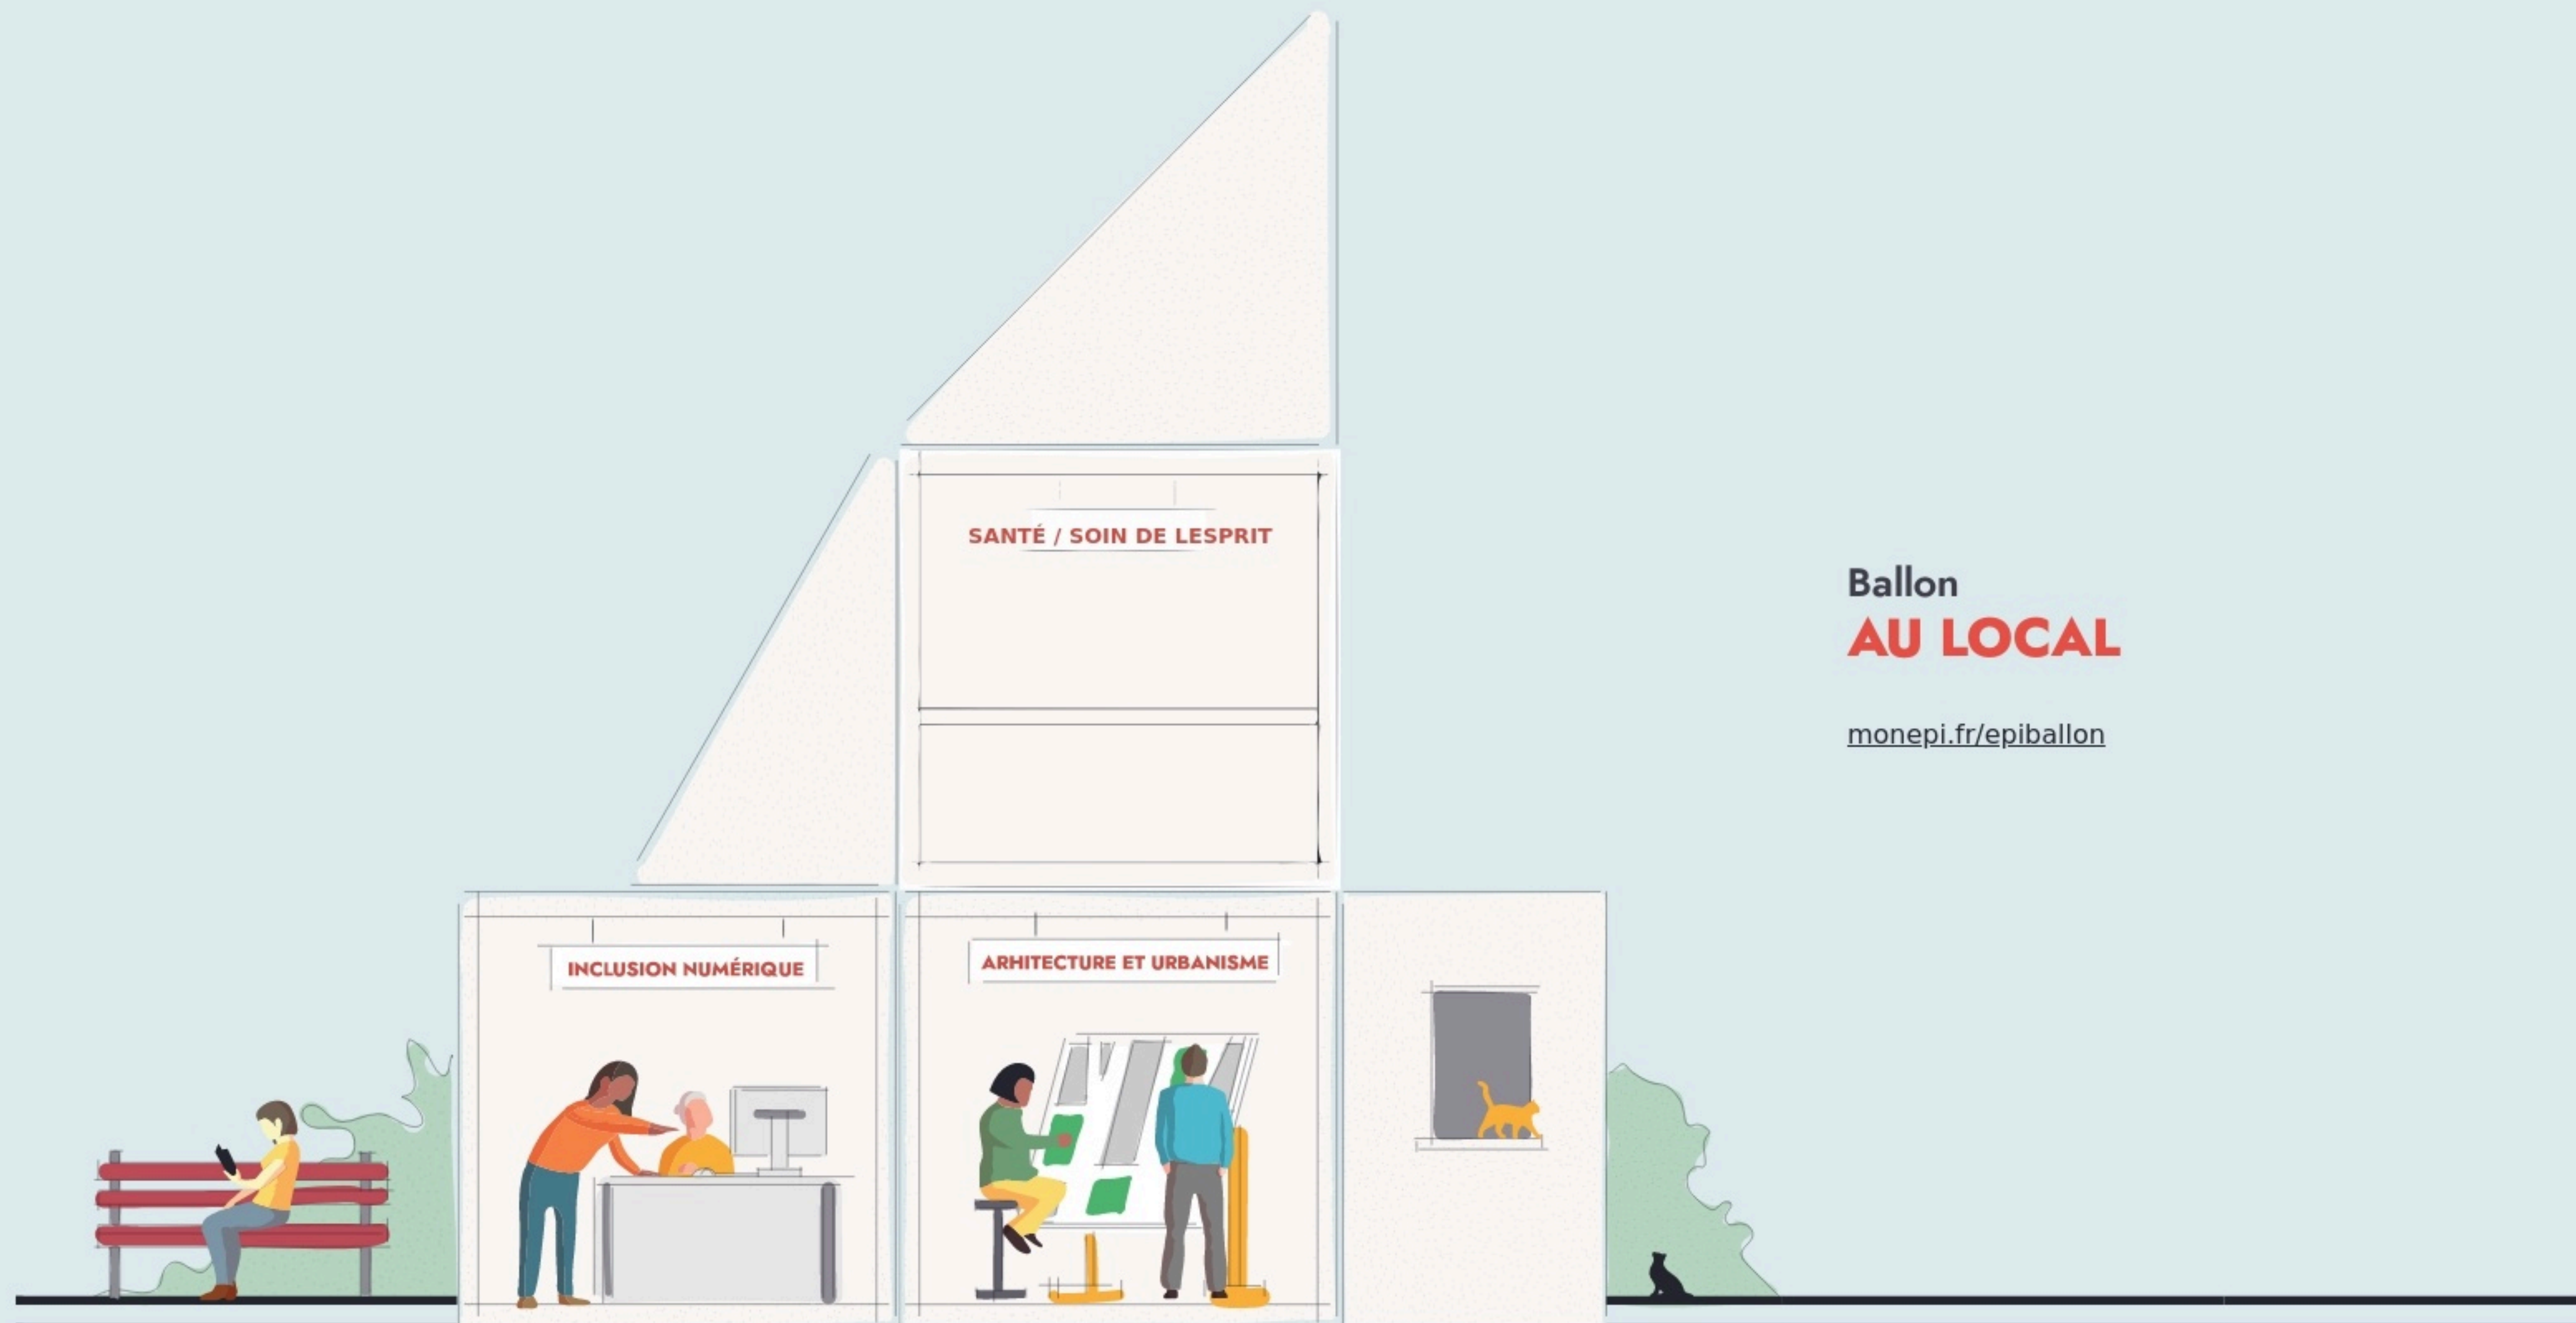 SANTÉ / SOIN DE LESPRIT
Ballon
AU LOCAL
monepi.fr/epiballon
INCLUSION NUMÉRIQUE
ARHITECTURE ET URBANISME